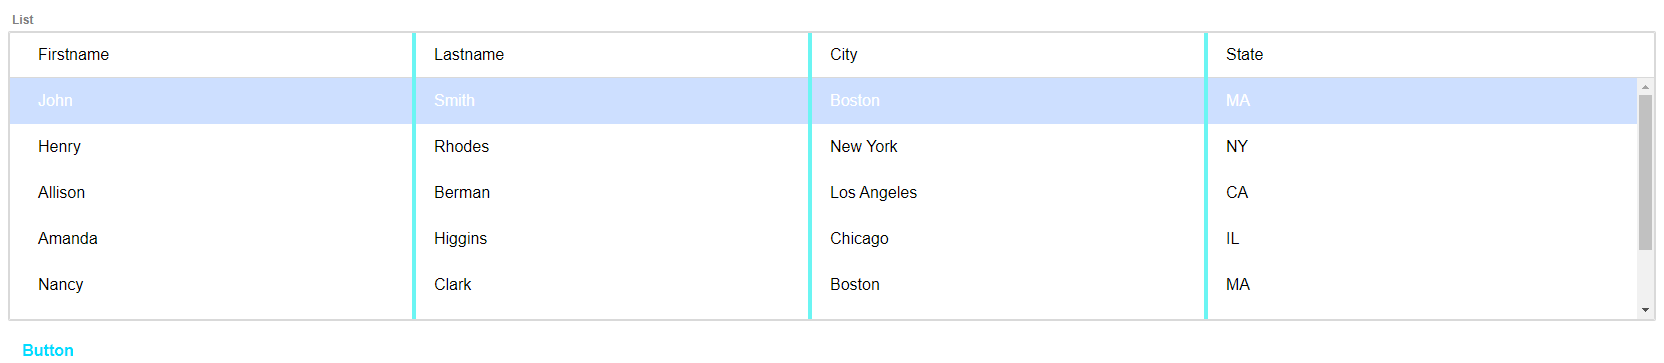 List
Firstname Lastname City State
John Smith Boston MA
Henry Rhodes New York NY
Allison Berman Los Angeles CA
Amanda Higgins Chicago IL
Nancy Clark Boston MA
Button